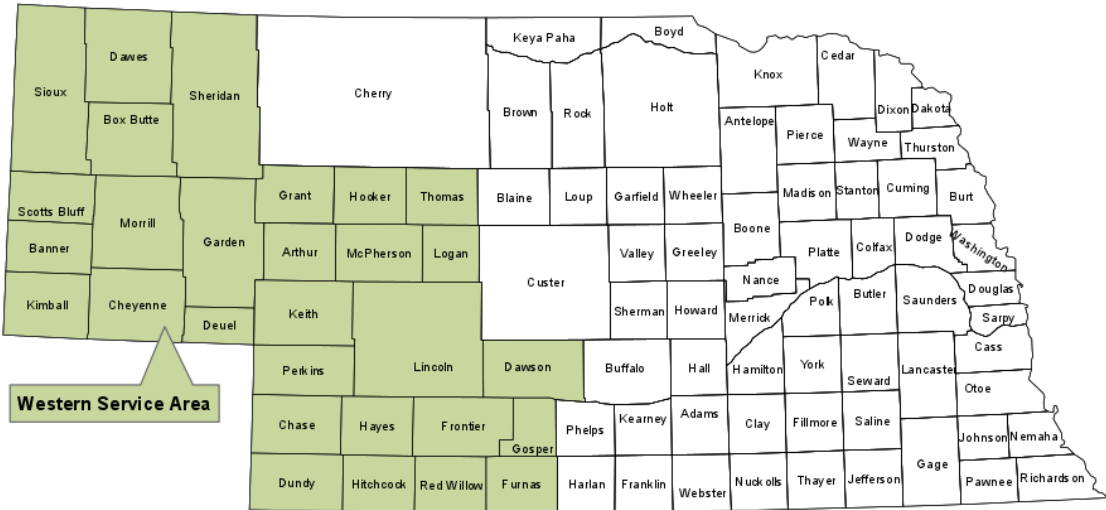 Keya Paha
Boyd
Knox
Cedar
Dawes
Sioux
Sheridan
Cherry
Brown
Rock
Holt
Dixon
Dakota
Box Butte
Antelope
Pierce
Wayne
Thurston
Grant
Hooker
Thomas
Blaine
Loup
Garfield
Wheeler
Madison
Stanton
Cuming
Burt
Scotts Bluff
Morrill
Garden
Banner
Arthur
McPherson
Logan
Valley
Greeley
Boone
Platte
Colfax
Dodge
Washington
Kimball
Cheyenne
Deuel
Keith
Custer
Sherman
Howard
Nance
Merrick
Polk
Butler
Saunders
Douglas
Sarpy
Perkins
Lincoln
Dawson
Buffalo
Hall
Hamilton
York
Seward
Lancaster
Cass
Otoe
Western Service Area
Chase
Hayes
Frontier
Gosper
Phelps
Kearney
Adams
Clay
Fillmore
Saline
Johnson
Nemaha
Dundy
Hitchcock
Red Willow
Furnas
Harlan
Franklin
Webster
Nuckolls
Thayer
Jefferson
Gage
Pawnee
Richardson